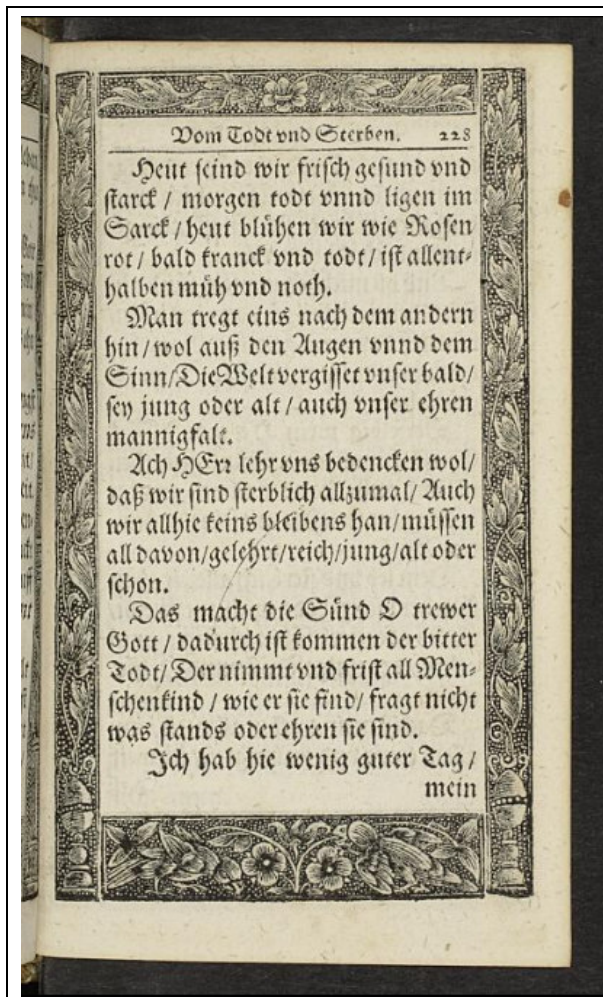 Vom Todt vnd Sterben. 228
Heut seind wir frisch gesund vnd
starck / morgen todt vnnd ligen im
Sarck / heut blühen wir wie Rosen
rot / bald kranck vnd todt / ist allent-
halben müh vnd noth.
Man tregt eins nach dem andern
hin / wol auß den Augen vnnd dem
Sinn/Die Welt vergisset vnser bald/
sey jung oder alt / auch vnser ehren
mannigfalt.
Ach HErr lehr vns bedencken wol/
daß wir sind sterblich allzumal/ Auch
wir allhie keins bleibens han/müssen
all davon/gelehrt/reich/jung/alt oder
schon.
Das macht die Sünd O trewer
Gott / dadurch ist kommen der bitter
Todt/ Der nimmt vnd frist all Men-
schenkind / wie er sie find/ fragt nicht
was stands oder ehren sie sind.
Ich hab hie wenig guter Tag /
mein